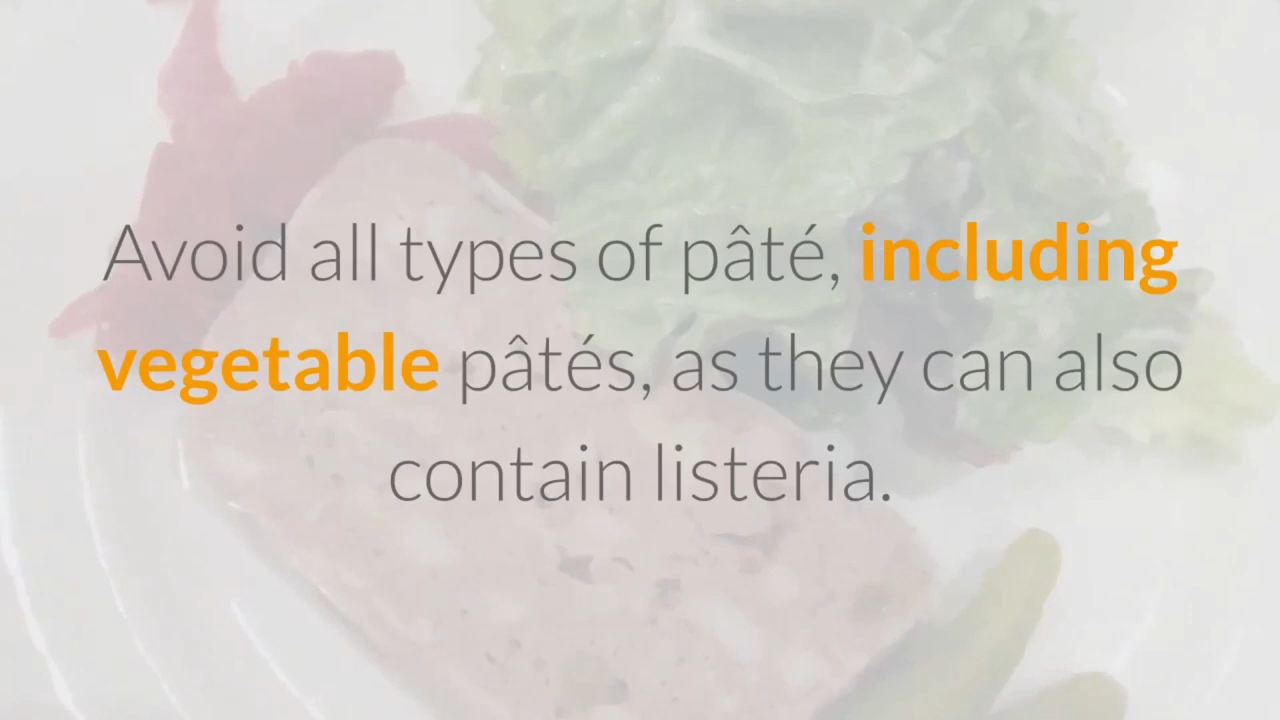 Avoid all types of pâté, including
vegetable pâtés, as they can also
contain listeria.